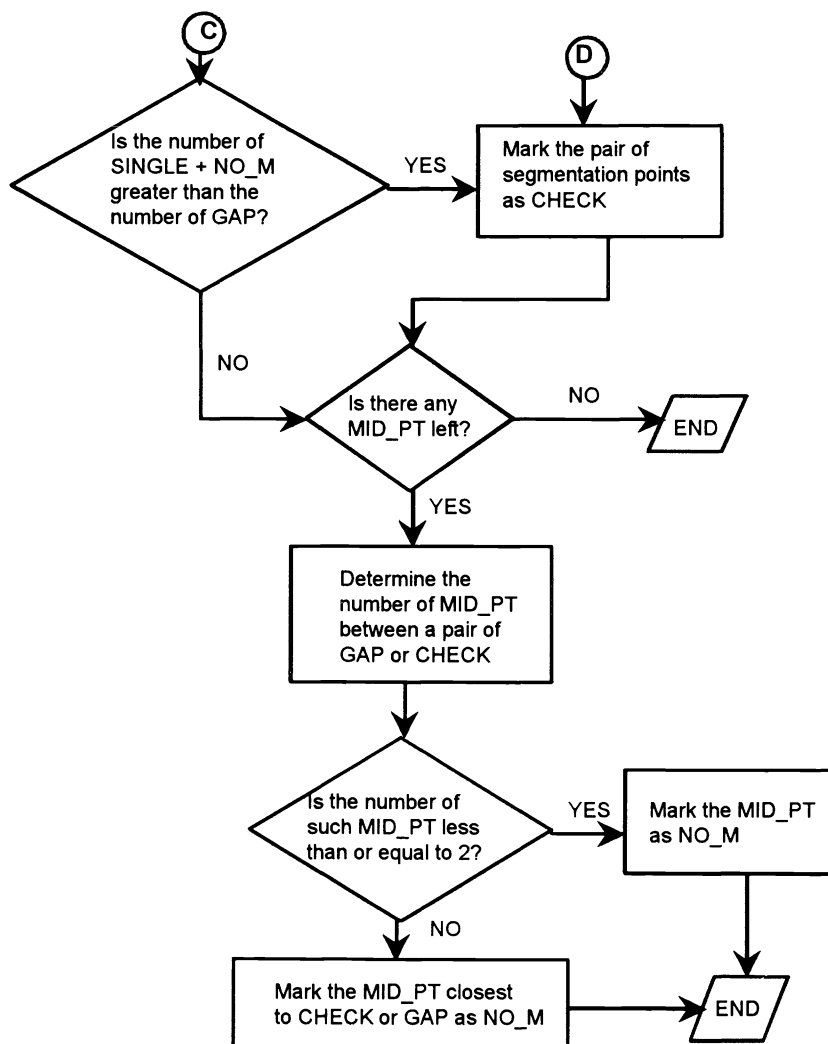 C
D
Is the number of
SINGLE + NO_M
greater than the
number of GAP?
YES
Mark the pair of
segmentation points
as CHECK
NO
Is there any
MID_PT left?
NO
END
YES
Determine the
number of MID_PT
between a pair of
GAP or CHECK
Is the number of
such MID_PT less
than or equal to 2?
YES
Mark the MID_PT
as NO_M
NO
Mark the MID_PT closest
to CHECK or GAP as NO_M
END